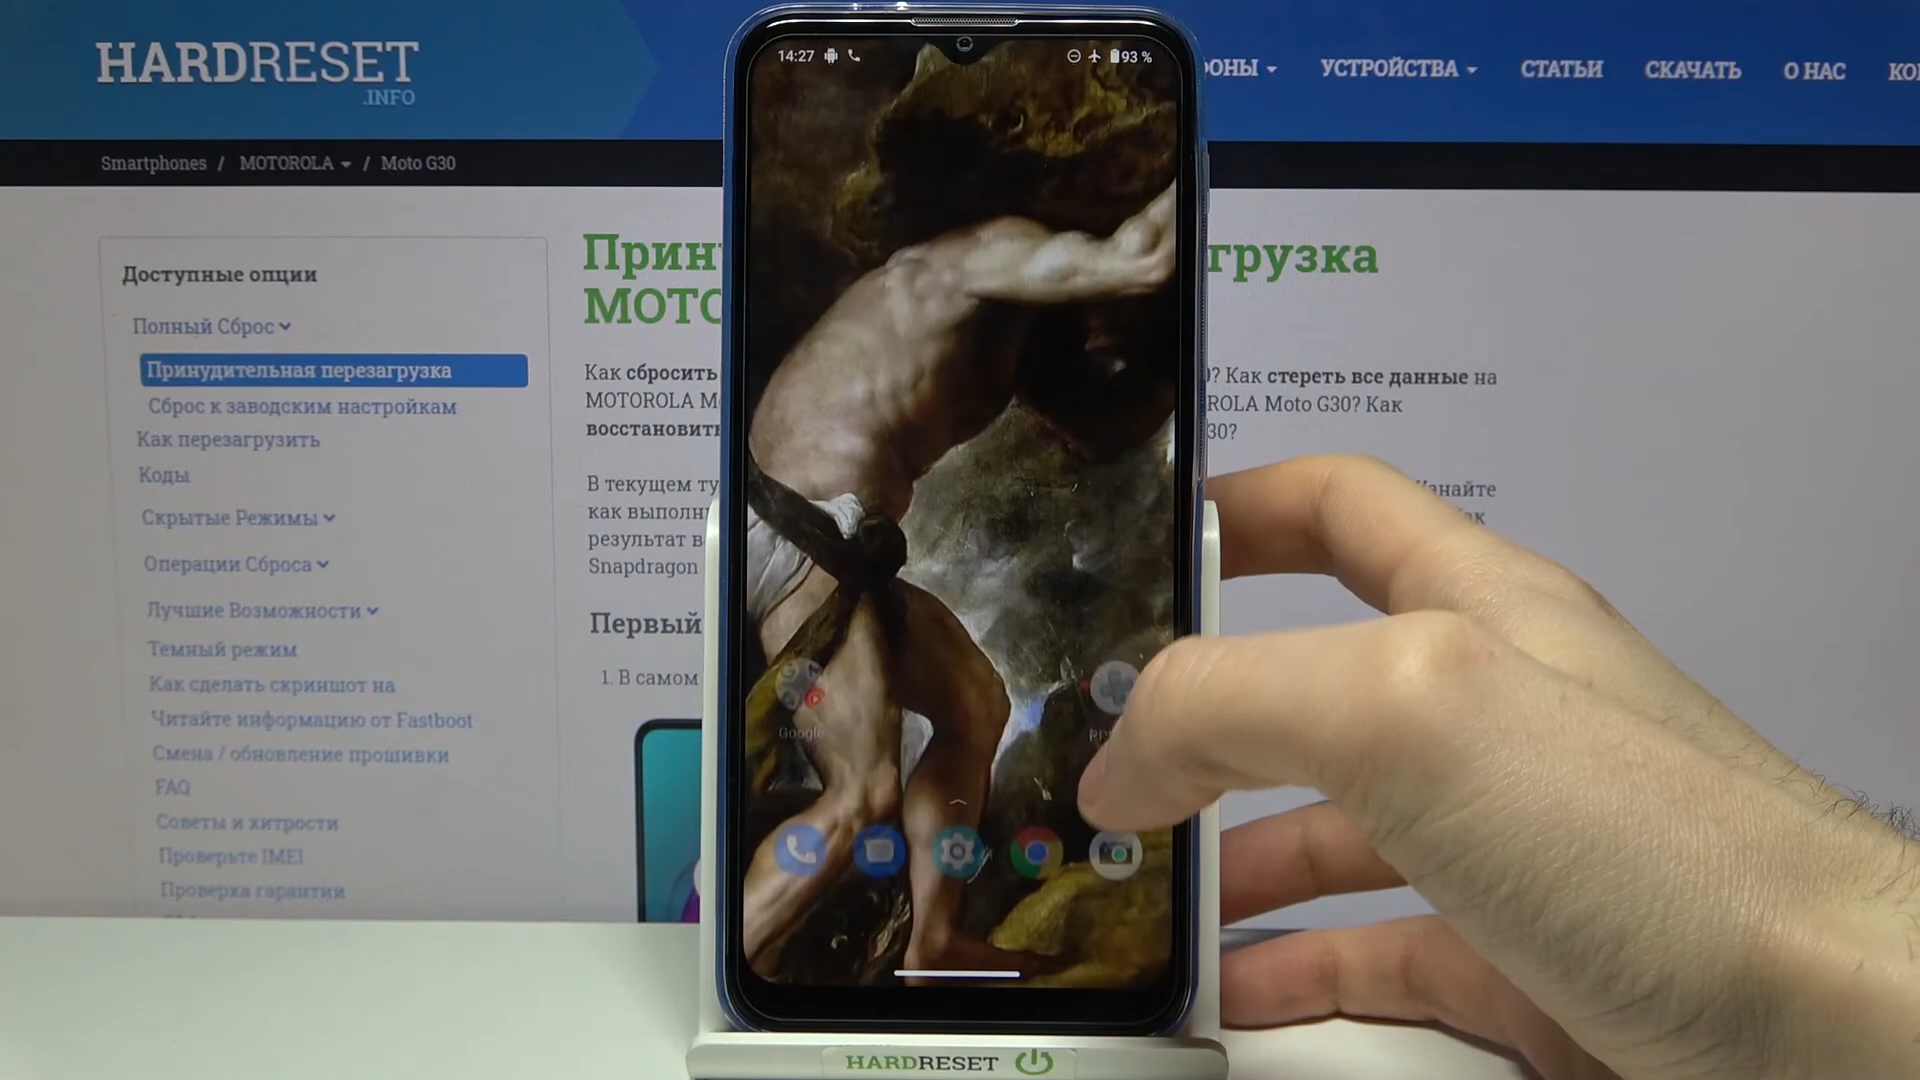 HARDRESET
.INFO
ОНЫ
УСТРОЙСТВА
СТАТЬИ
СКАЧАТЬ
О НАС
Smartphones / MOTOROLA / Moto G30
Доступные опции
Полный Сброс
Принудительная перезагрузка
Сброс к заводским настройкам
Как перезагрузить
Коды
Скрытые Режимы
Операции Сброса
Лучшие Возможности
Темный режим
Как сделать скриншот на
Читайте информацию от Fastboot
Смена / обновление прошивки
FAQ
Советы и хитрости
Проверьте IMEI
Проверка гарантии
Прин
грузка
МОТО
Как сбросить
? Как стереть все данные на
MOTOROLA M
ROLA Moto G30? Как
восстановить
30?
В текущем ту
как выполн
результат в
Snapdragon
Первый
1. В самом
14:27
93 %
Google
HARDRESET